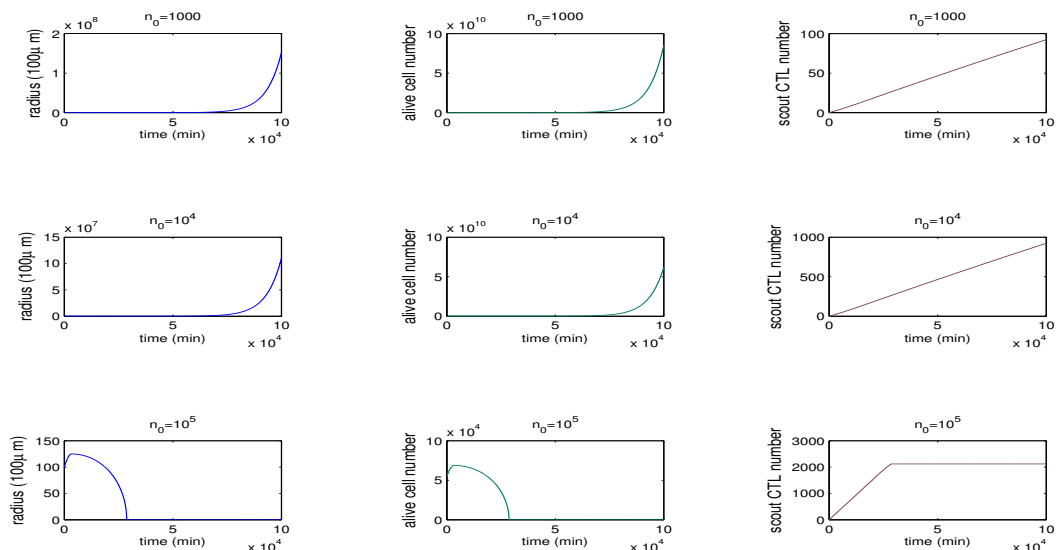 n0=1000
x 10^8
radius (100μ m)
2
1
0
0 5 10
time (min)
x 10^4
n0=1000
x 10^10
alive cell number
10
5
0
0 5 10
time (min)
x 10^4
n0=1000
scout CTL number
100
50
0
0 5 10
time (min)
x 10^4
n0=10^4
x 10^7
radius (100μ m)
15
10
5
0
0 5 10
time (min)
x 10^4
n0=10^4
x 10^10
alive cell number
10
5
0
0 5 10
time (min)
x 10^4
n0=10^4
scout CTL number
1000
500
0
0 5 10
time (min)
x 10^4
n0=10^5
radius (100μ m)
150
100
50
0
0 5 10
time (min)
x 10^4
n0=10^5
x 10^4
alive cell number
10
5
0
0 5 10
time (min)
x 10^4
n0=10^5
scout CTL number
3000
2000
1000
0
0 5 10
time (min)
x 10^4